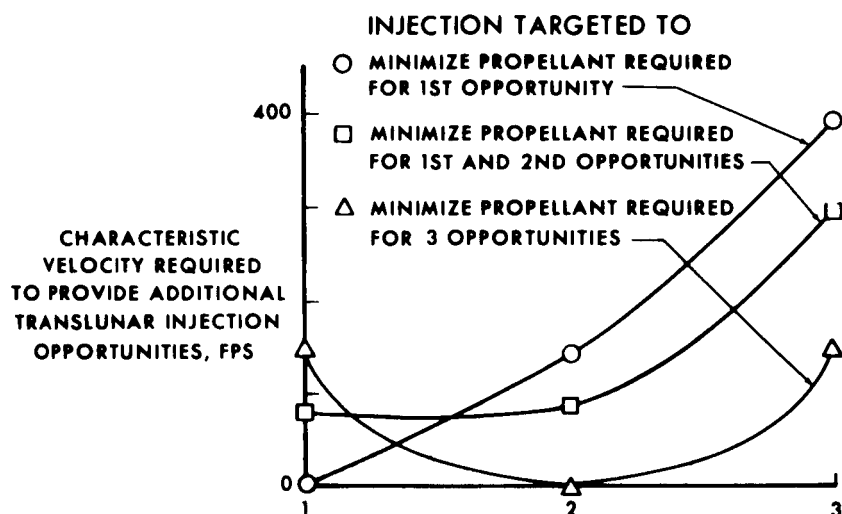 INJECTION TARGETED TO
MINIMIZE PROPELLANT REQUIRED
FOR 1ST OPPORTUNITY
MINIMIZE PROPELLANT REQUIRED
FOR 1ST AND 2ND OPPORTUNITIES
MINIMIZE PROPELLANT REQUIRED
FOR 3 OPPORTUNITIES
CHARACTERISTIC
VELOCITY REQUIRED
TO PROVIDE ADDITIONAL
TRANSLUNAR INJECTION
OPPORTUNITIES, FPS
400
0
1
2
3